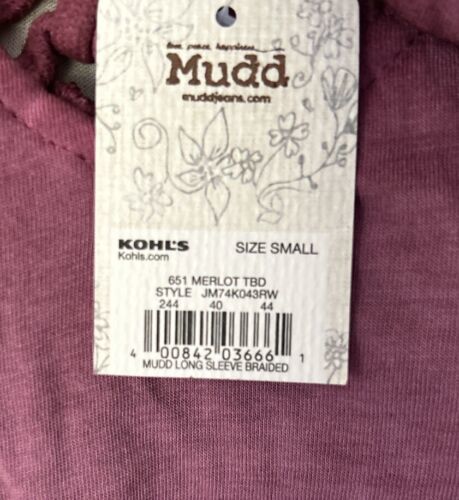 love. peace. happiness.
Mudd
muddjeans.com
KOHL'S SIZE SMALL
Kohls.com
651 MERLOT TBD
STYLE JM74K043RW
244 40 44
4 00842 03666 1
MUDD LONG SLEEVE BRAIDED